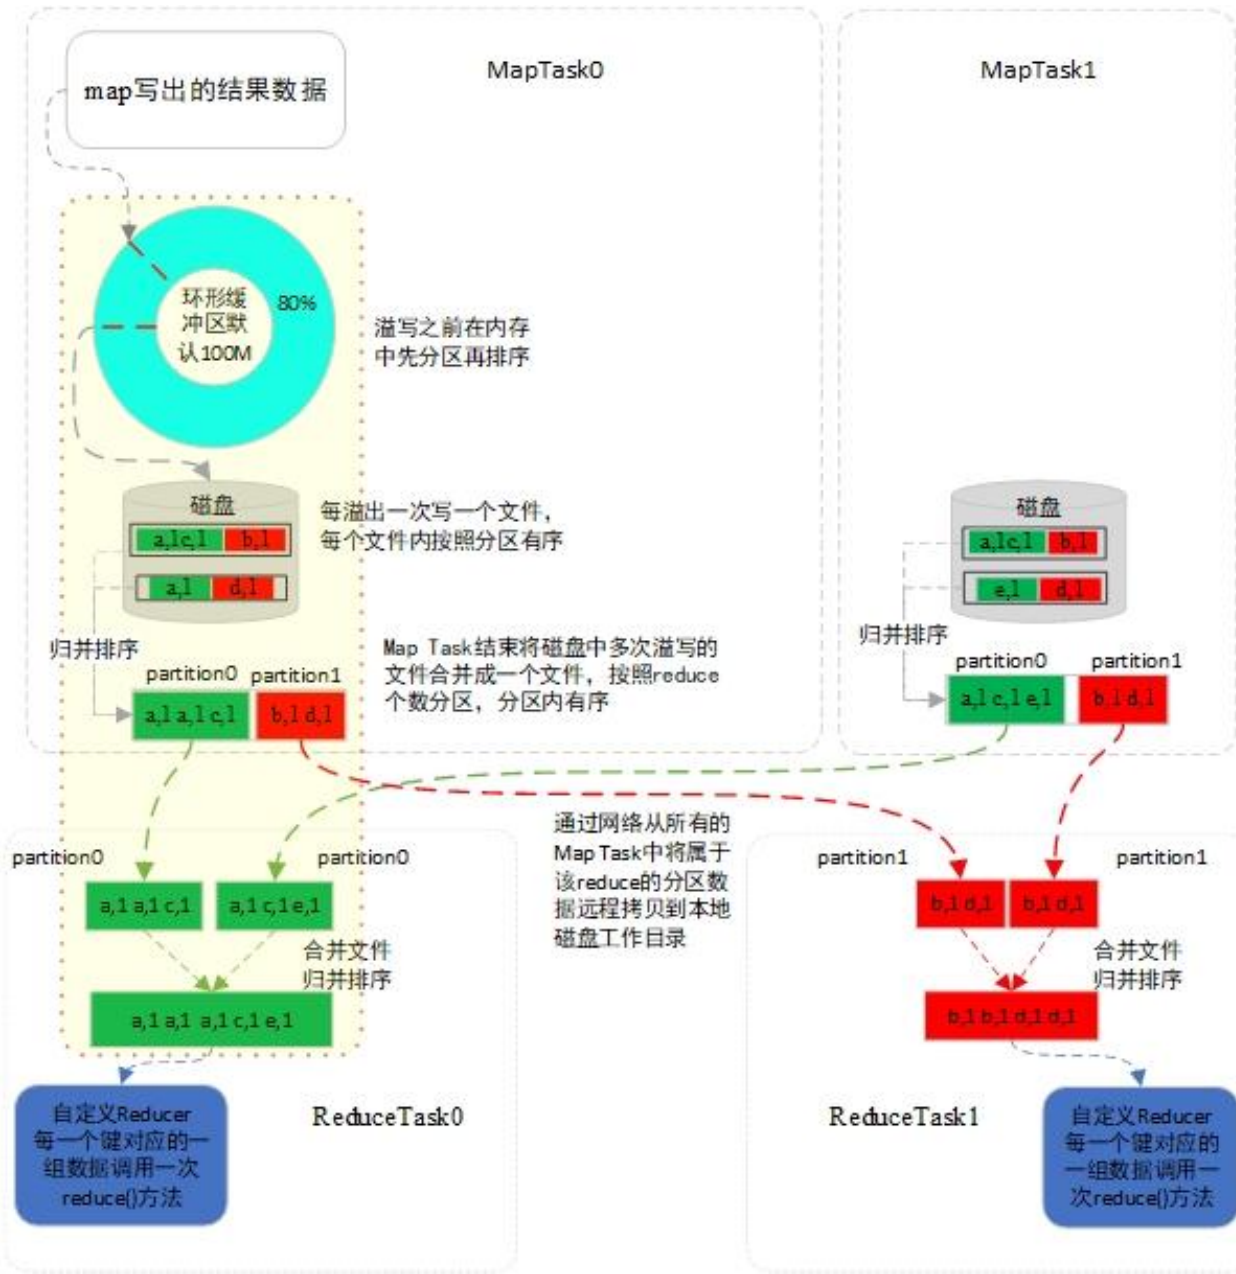 MapTask0
MapTask1
map写出的结果数据
环形缓
冲区默
认100M
80%
溢写之前在内存
中先分区再排序
磁盘
a,1c,1
b,1
a,1
d,1
每溢出一次写一个文件，
每个文件内按照分区有序
磁盘
a,1c,1
b,1
e,1
d,1
归并排序
Map Task结束将磁盘中多次溢写的
文件合并成一个文件，按照reduce
个数分区，分区内有序
partition0
partition1
a,1 a,1 c,1
b,1 d,1
归并排序
partition0
partition1
a,1 c,1 e,1
b,1 d,1
通过网络从所有的
Map Task中将属于
该reduce的分区数
据远程拷贝到本地
磁盘工作目录
partition0
partition0
a,1 a,1 c,1
a,1 c,1 e,1
合并文件
归并排序
a,1 a,1 a,1 c,1 e,1
partition1
partition1
b,1 d,1
b,1 d,1
合并文件
归并排序
b,1 b,1 d,1 d,1
自定义Reducer
每一个键对应的一
组数据调用一次
reduce()方法
ReduceTask0
ReduceTask1
自定义Reducer
每一个键对应的
一组数据调用一
次reduce()方法